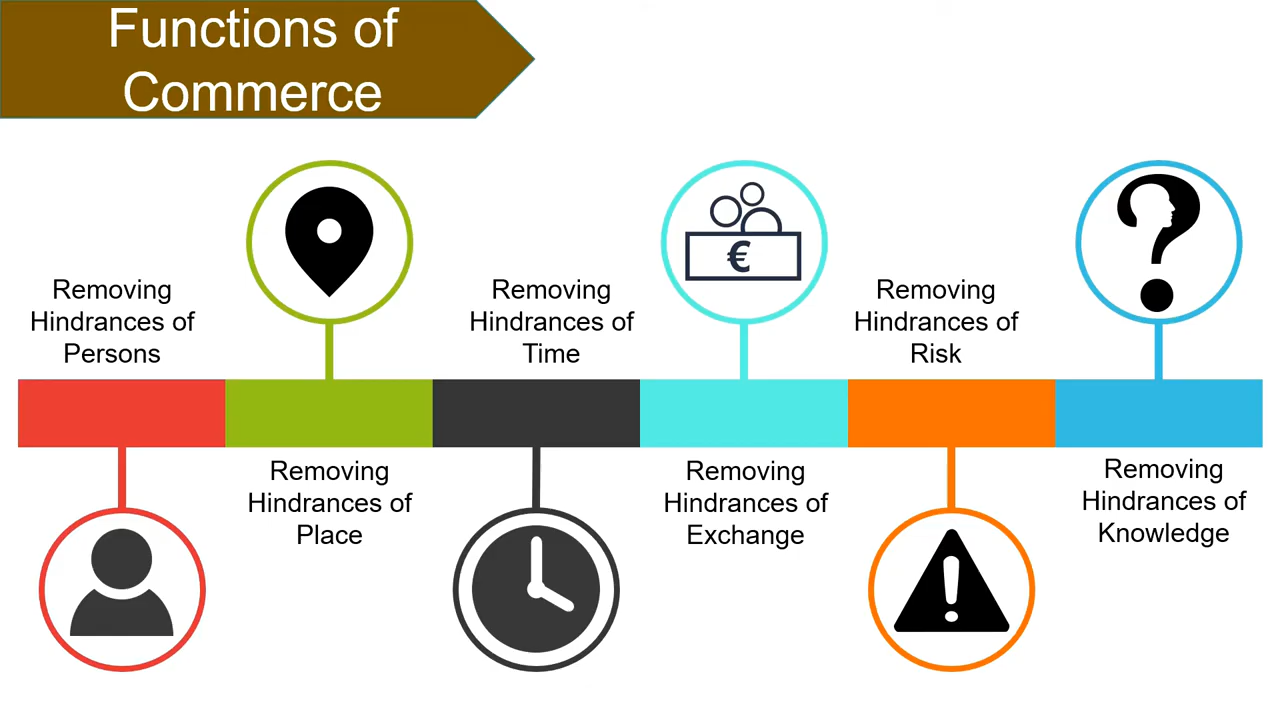 Functions of
Commerce
Removing
Hindrances of
Persons
Removing
Hindrances of
Place
Removing
Hindrances of
Time
€
Removing
Hindrances of
Exchange
Removing
Hindrances of
Risk
Removing
Hindrances of
Knowledge